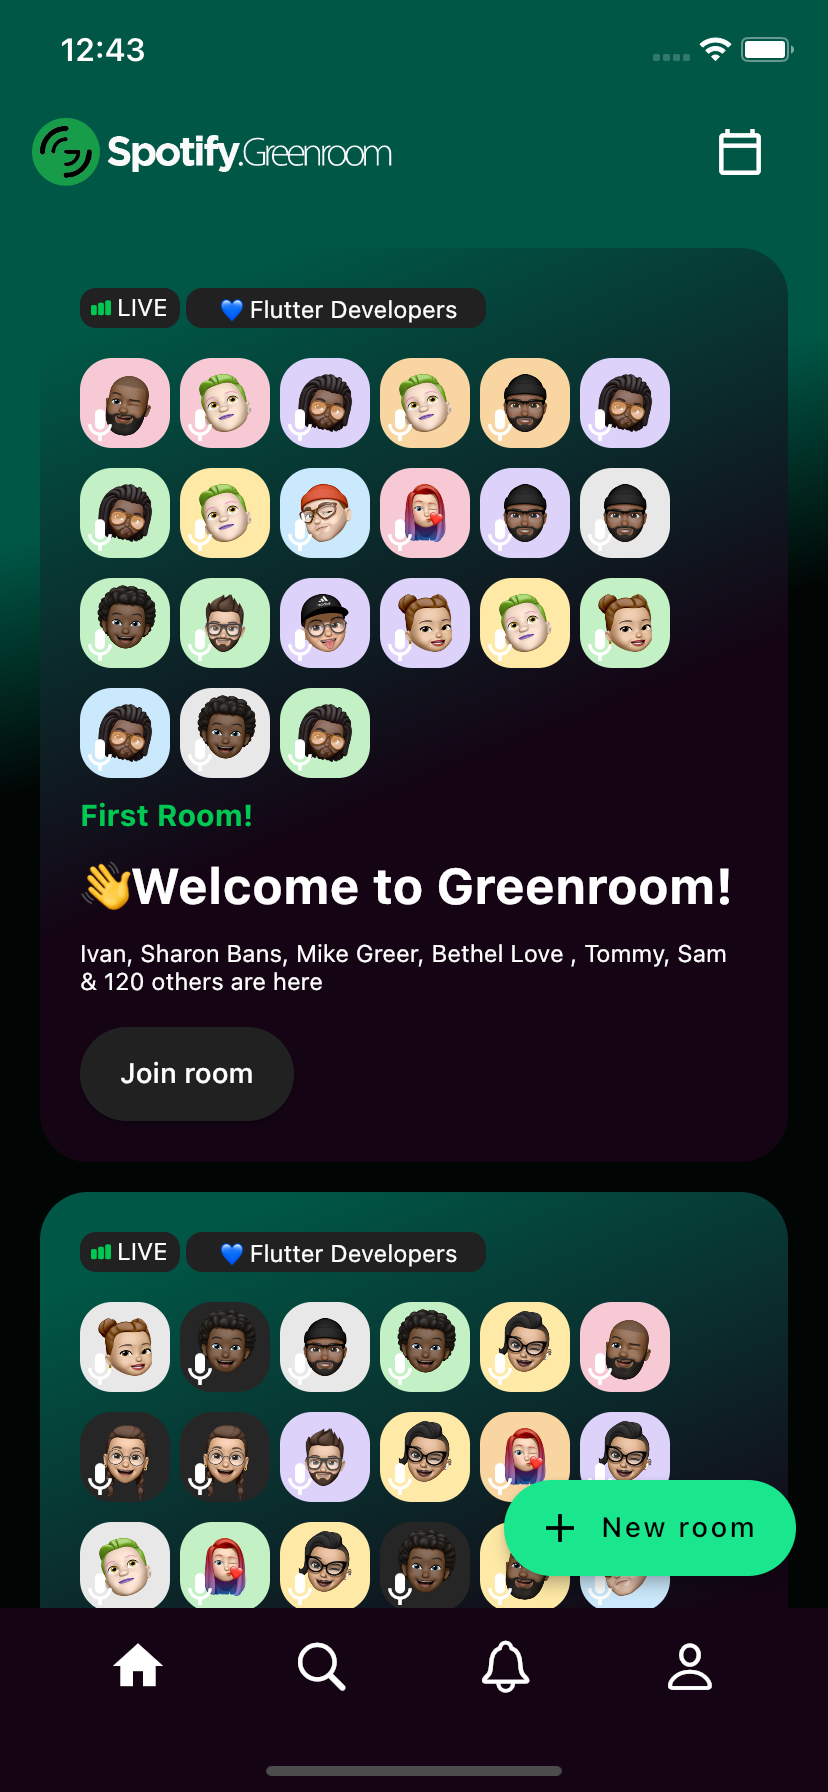 12:43
Spotify.Greenroom
LIVE
💙 Flutter Developers
First Room!
👋Welcome to Greenroom!
Ivan, Sharon Bans, Mike Greer, Bethel Love , Tommy, Sam
& 120 others are here
Join room
LIVE
💙 Flutter Developers
New room